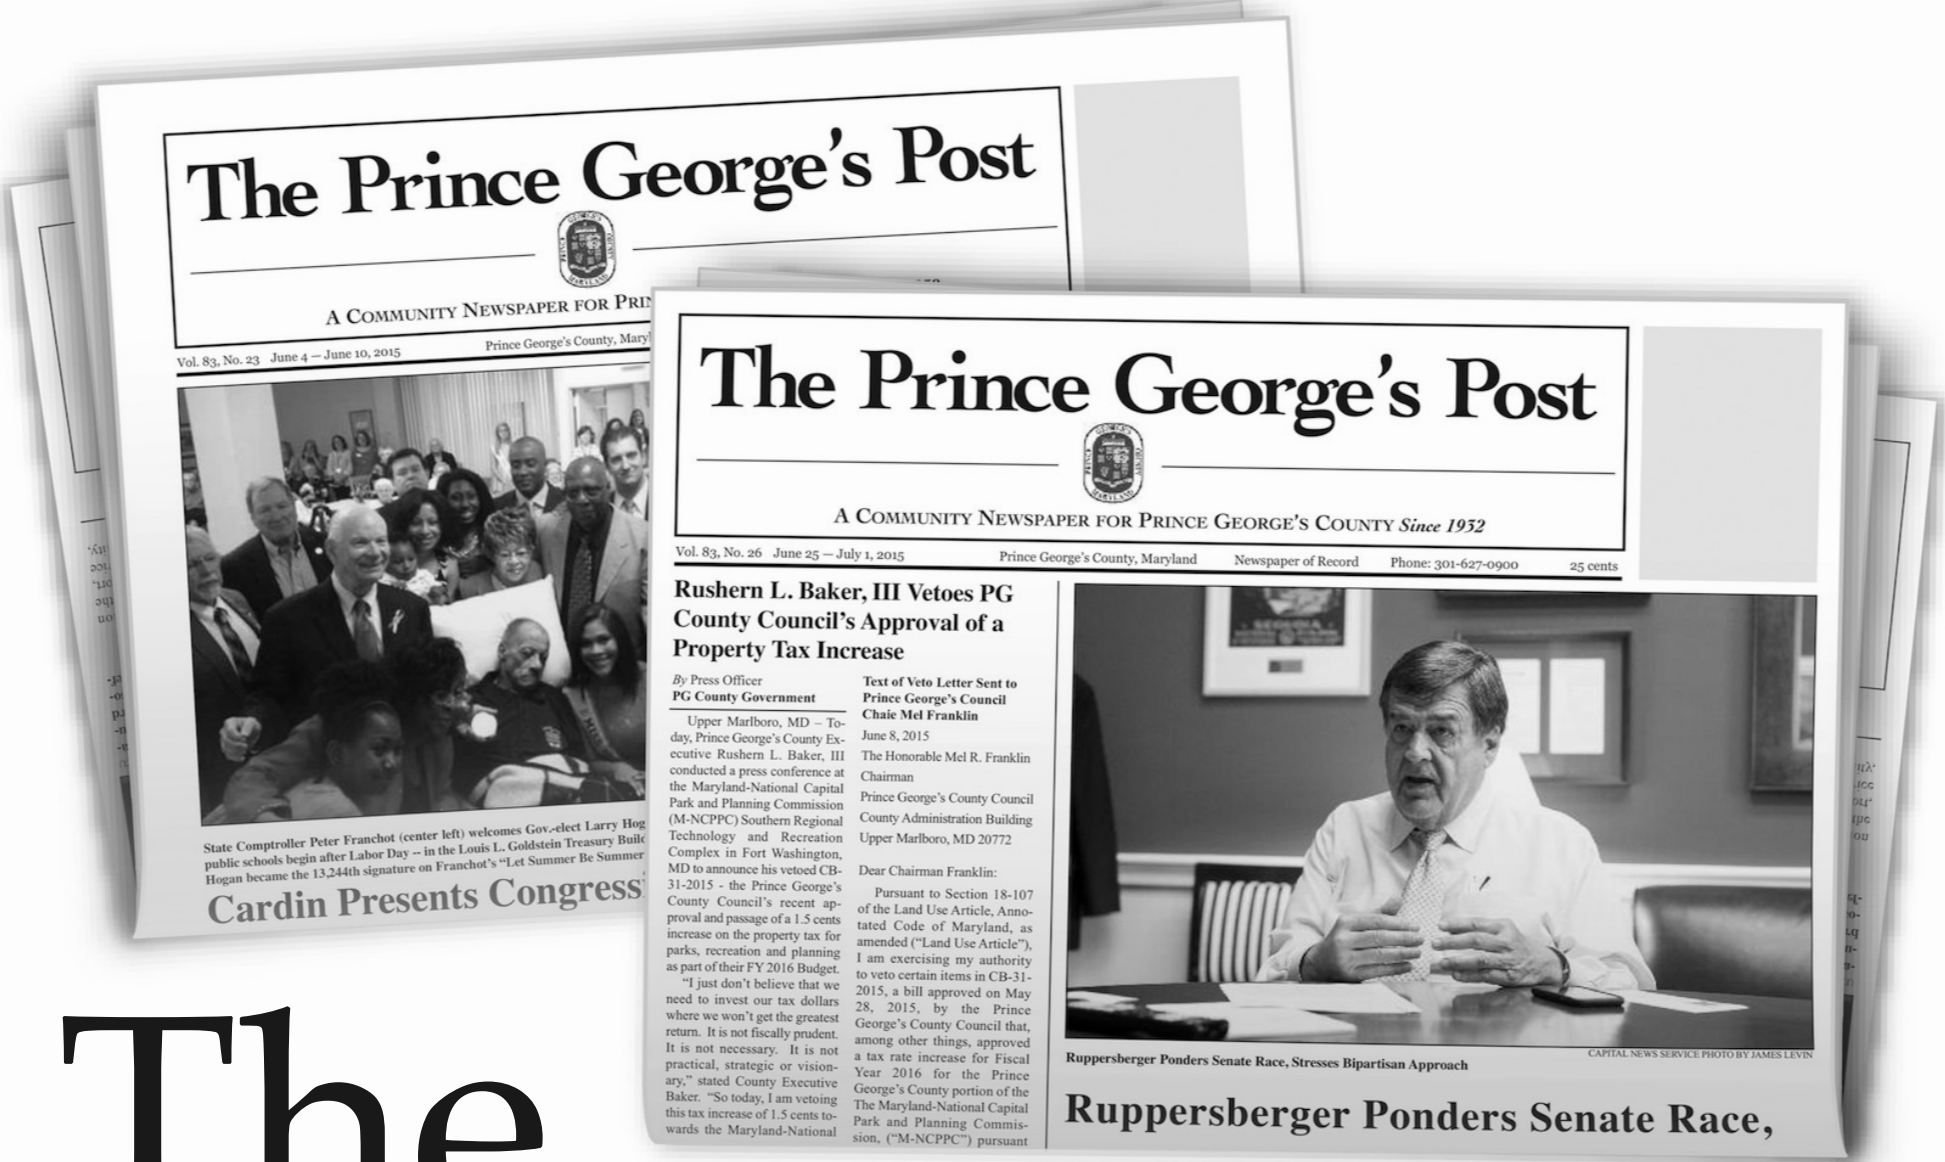 The Prince George's Post
A COMMUNITY NEWSPAPER FOR PRIN
Vol. 83, No. 23 June 4 — June 10, 2015 Prince George's County, Mary
State Comptroller Peter Franchot (center left) welcomes Gov.-elect Larry Hog
public schools begin after Labor Day -- in the Louis L. Goldstein Treasury Build
Hogan became the 13,244th signature on Franchot's "Let Summer Be Summer
Cardin Presents Congress
The Prince George's Post
PRINCE GEORGE'S COUNTY MARYLAND
A COMMUNITY NEWSPAPER FOR PRINCE GEORGE'S COUNTY Since 1932
Vol. 83, No. 26 June 25 — July 1, 2015 Prince George's County, Maryland Newspaper of Record Phone: 301-627-0900 25 cents
Rushern L. Baker, III Vetoes PG
County Council's Approval of a
Property Tax Increase
By Press Officer
PG County Government
Upper Marlboro, MD – To-
day, Prince George's County Ex-
ecutive Rushern L. Baker, III
conducted a press conference at
the Maryland-National Capital
Park and Planning Commission
(M-NCPPC) Southern Regional
Technology and Recreation
Complex in Fort Washington,
MD to announce his vetoed CB-
31-2015 - the Prince George's
County Council's recent ap-
proval and passage of a 1.5 cents
increase on the property tax for
parks, recreation and planning
as part of their FY 2016 Budget.
"I just don't believe that we
need to invest our tax dollars
where we won't get the greatest
return. It is not fiscally prudent.
It is not necessary. It is not
practical, strategic or vision-
ary," stated County Executive
Baker. "So today, I am vetoing
this tax increase of 1.5 cents to-
wards the Maryland-National
Text of Veto Letter Sent to
Prince George's Council
Chaie Mel Franklin
June 8, 2015
The Honorable Mel R. Franklin
Chairman
Prince George's County Council
County Administration Building
Upper Marlboro, MD 20772
Dear Chairman Franklin:
Pursuant to Section 18-107
of the Land Use Article, Anno-
tated Code of Maryland, as
amended ("Land Use Article"),
I am exercising my authority
to veto certain items in CB-31-
2015, a bill approved on May
28, 2015, by the Prince
George's County Council that,
among other things, approved
a tax rate increase for Fiscal
Year 2016 for the Prince
George's County portion of the
The Maryland-National Capital
Park and Planning Commis-
sion, ("M-NCPPC") pursuant
CAPITAL NEWS SERVICE PHOTO BY JAMES LEVIN
Ruppersberger Ponders Senate Race, Stresses Bipartisan Approach
Ruppersberger Ponders Senate Race,
The